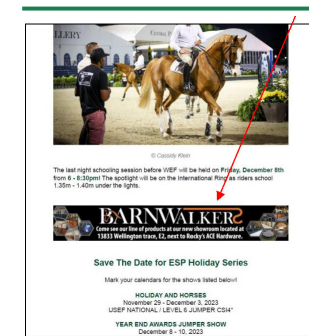 LLERY
© Cassidy Klein
The last night schooling session before WEF will be held on Friday, December 8th
from 6 - 8:30pm! The spotlight will be on the International Ring as riders school
1.35m - 1.40m under the lights.
BARNWALKERS
Come see our line of products at our new showroom located at
13833 Wellington trace, E2, next to Rocky's ACE Hardware.
Save The Date for ESP Holiday Series
Mark your calendars for the shows listed below!
HOLIDAY AND HORSES
November 29 - December 3, 2023
USEF NATIONAL / LEVEL 6 JUMPER CSI4*
YEAR END AWARDS JUMPER SHOW
December 8 - 10, 2023